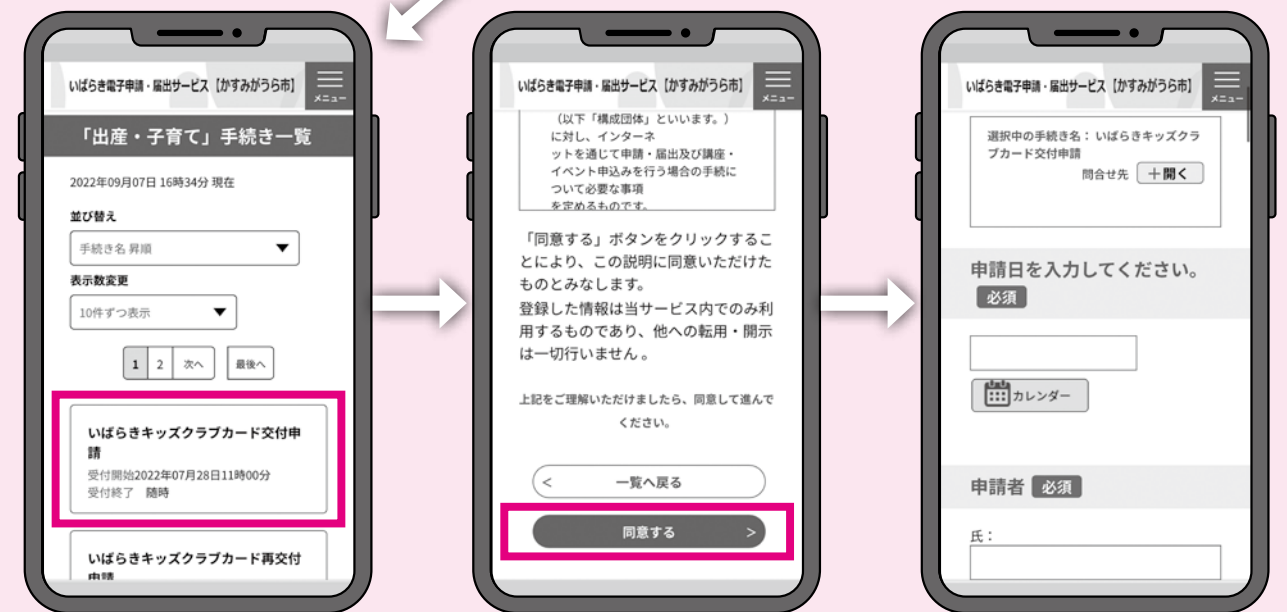 いばらき電子申請・届出サービス【かすみがうら市】
メニュー
「出産・子育て」手続き一覧
2022年09月07日 16時34分 現在
並び替え
手続き名 昇順
表示数変更
10件ずつ表示
1 2 次へ 最後へ
いばらきキッズクラブカード交付申
請
受付開始2022年07月28日11時00分
受付終了 随時
いばらきキッズクラブカード再交付
申請
いばらき電子申請・届出サービス【かすみがうら市】
メニュー
(以下「構成団体」といいます。)
に対し、インターネ
ットを通じて申請・届出及び講座・
イベント申込みを行う場合の手続に
ついて必要な事項
を定めるものです。
「同意する」ボタンをクリックするこ
とにより、この説明に同意いただけた
ものとみなします。
登録した情報は当サービス内でのみ利
用するものであり、他への転用・開示
は一切行いません。
上記をご理解いただけましたら、同意して進んで
ください。
< 一覧へ戻る
同意する >
いばらき電子申請・届出サービス【かすみがうら市】
メニュー
選択中の手続き名：いばらきキッズクラ
ブカード交付申請
問合せ先 +開く
申請日を入力してください。
必須
カレンダー
申請者 必須
氏：